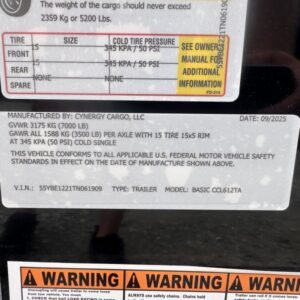 The weight of the cargo should never exceed
2359 Kg or 5200 Lbs.
TIRE SIZE COLD TIRE PRESSURE
FRONT 15 345 KPA / 50 PSI
REAR 15 345 KPA / 50 PSI
SPARE NONE NONE
SEE OWNER
MANUAL FOR
ADDITIONAL
INFORMATION
MANUFACTURED BY: CYNERGY CARGO, LLC DATE: 09/2025
GVWR 3175 KG (7000 LB)
GAWR ALL 1588 KG (3500 LB) PER AXLE WITH 15 TIRE 15x5 RIM
AT 345 KPA (50 PSI) COLD SINGLE
THIS VEHICLE CONFORMS TO ALL APPLICABLE U.S. FEDERAL MOTOR VEHICLE SAFETY
STANDARDS IN EFFECT ON THE DATE OF MANUFACTURE SHOWN ABOVE.
V.I.N.: 55YBE1221TN061909 TYPE: TRAILER MODEL: BASIC CCL612TA
WARNING WARNING WARNING